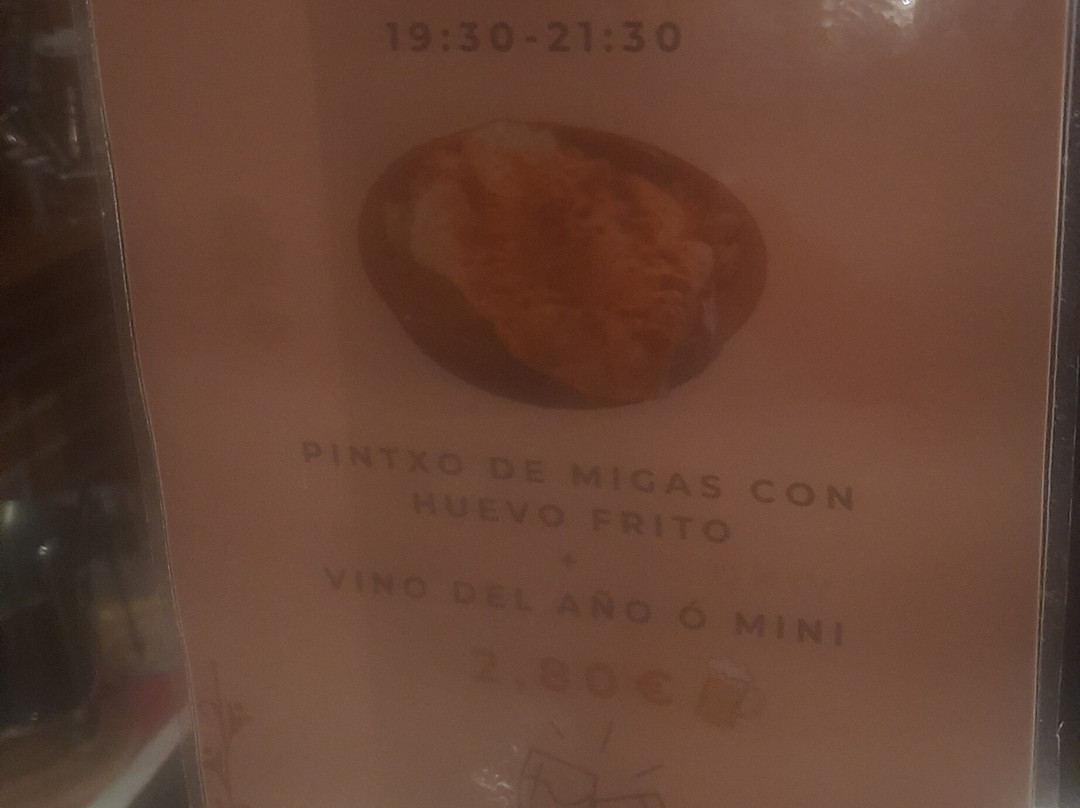 19:30-21:30
PINTXO DE MIGAS CON
HUEVO FRITO
+
VINO DEL AÑO Ó MINI
2,80€